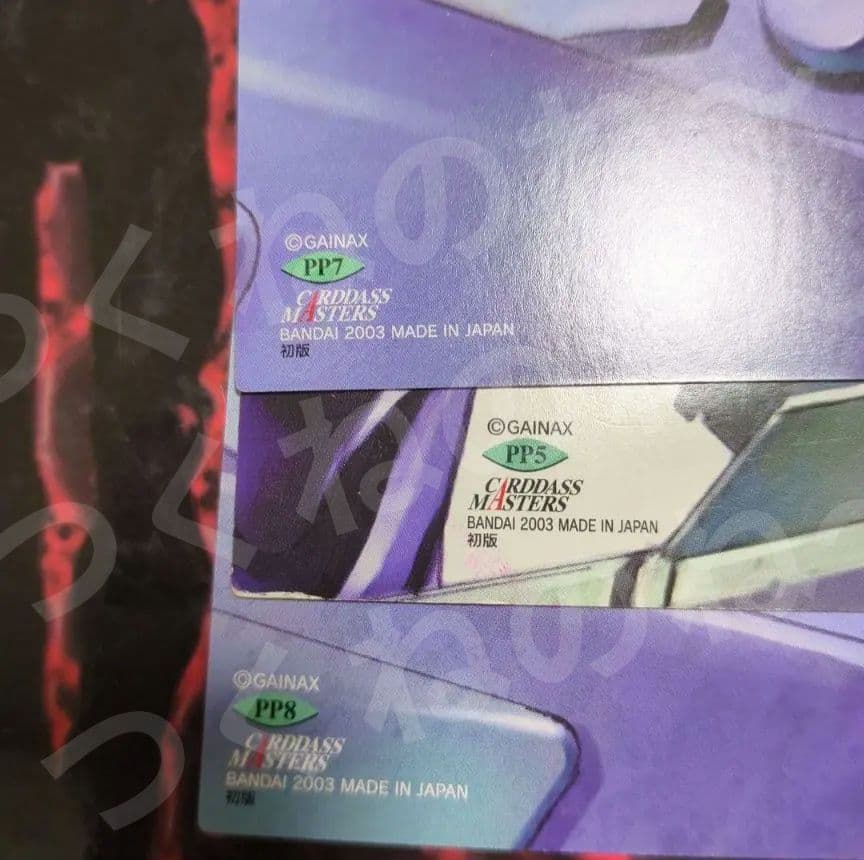 ©GAINAX
PP7
CARDDASS
MASTERS
BANDAI 2003 MADE IN JAPAN
初版
©GAINAX
PP5
CARDDASS
MASTERS
BANDAI 2003 MADE IN JAPAN
初版
©GAINAX
PP8
CARDDASS
MASTERS
BANDAI 2003 MADE IN JAPAN
初版